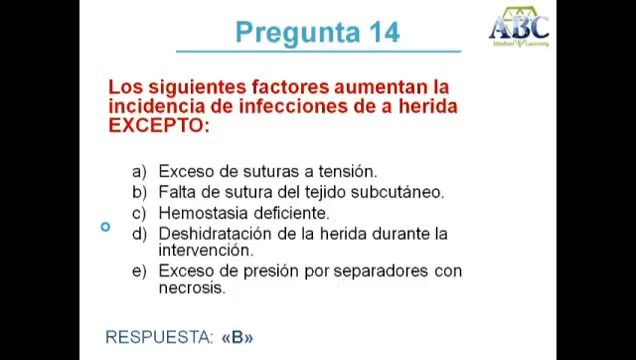 Pregunta 14
ABC
Medical Learning
Los siguientes factores aumentan la
incidencia de infecciones de a herida
EXCEPTO:
a) Exceso de suturas a tensión.
b) Falta de sutura del tejido subcutáneo.
c) Hemostasia deficiente.
d) Deshidratación de la herida durante la
intervención.
e) Exceso de presión por separadores con
necrosis.
RESPUESTA: «B»